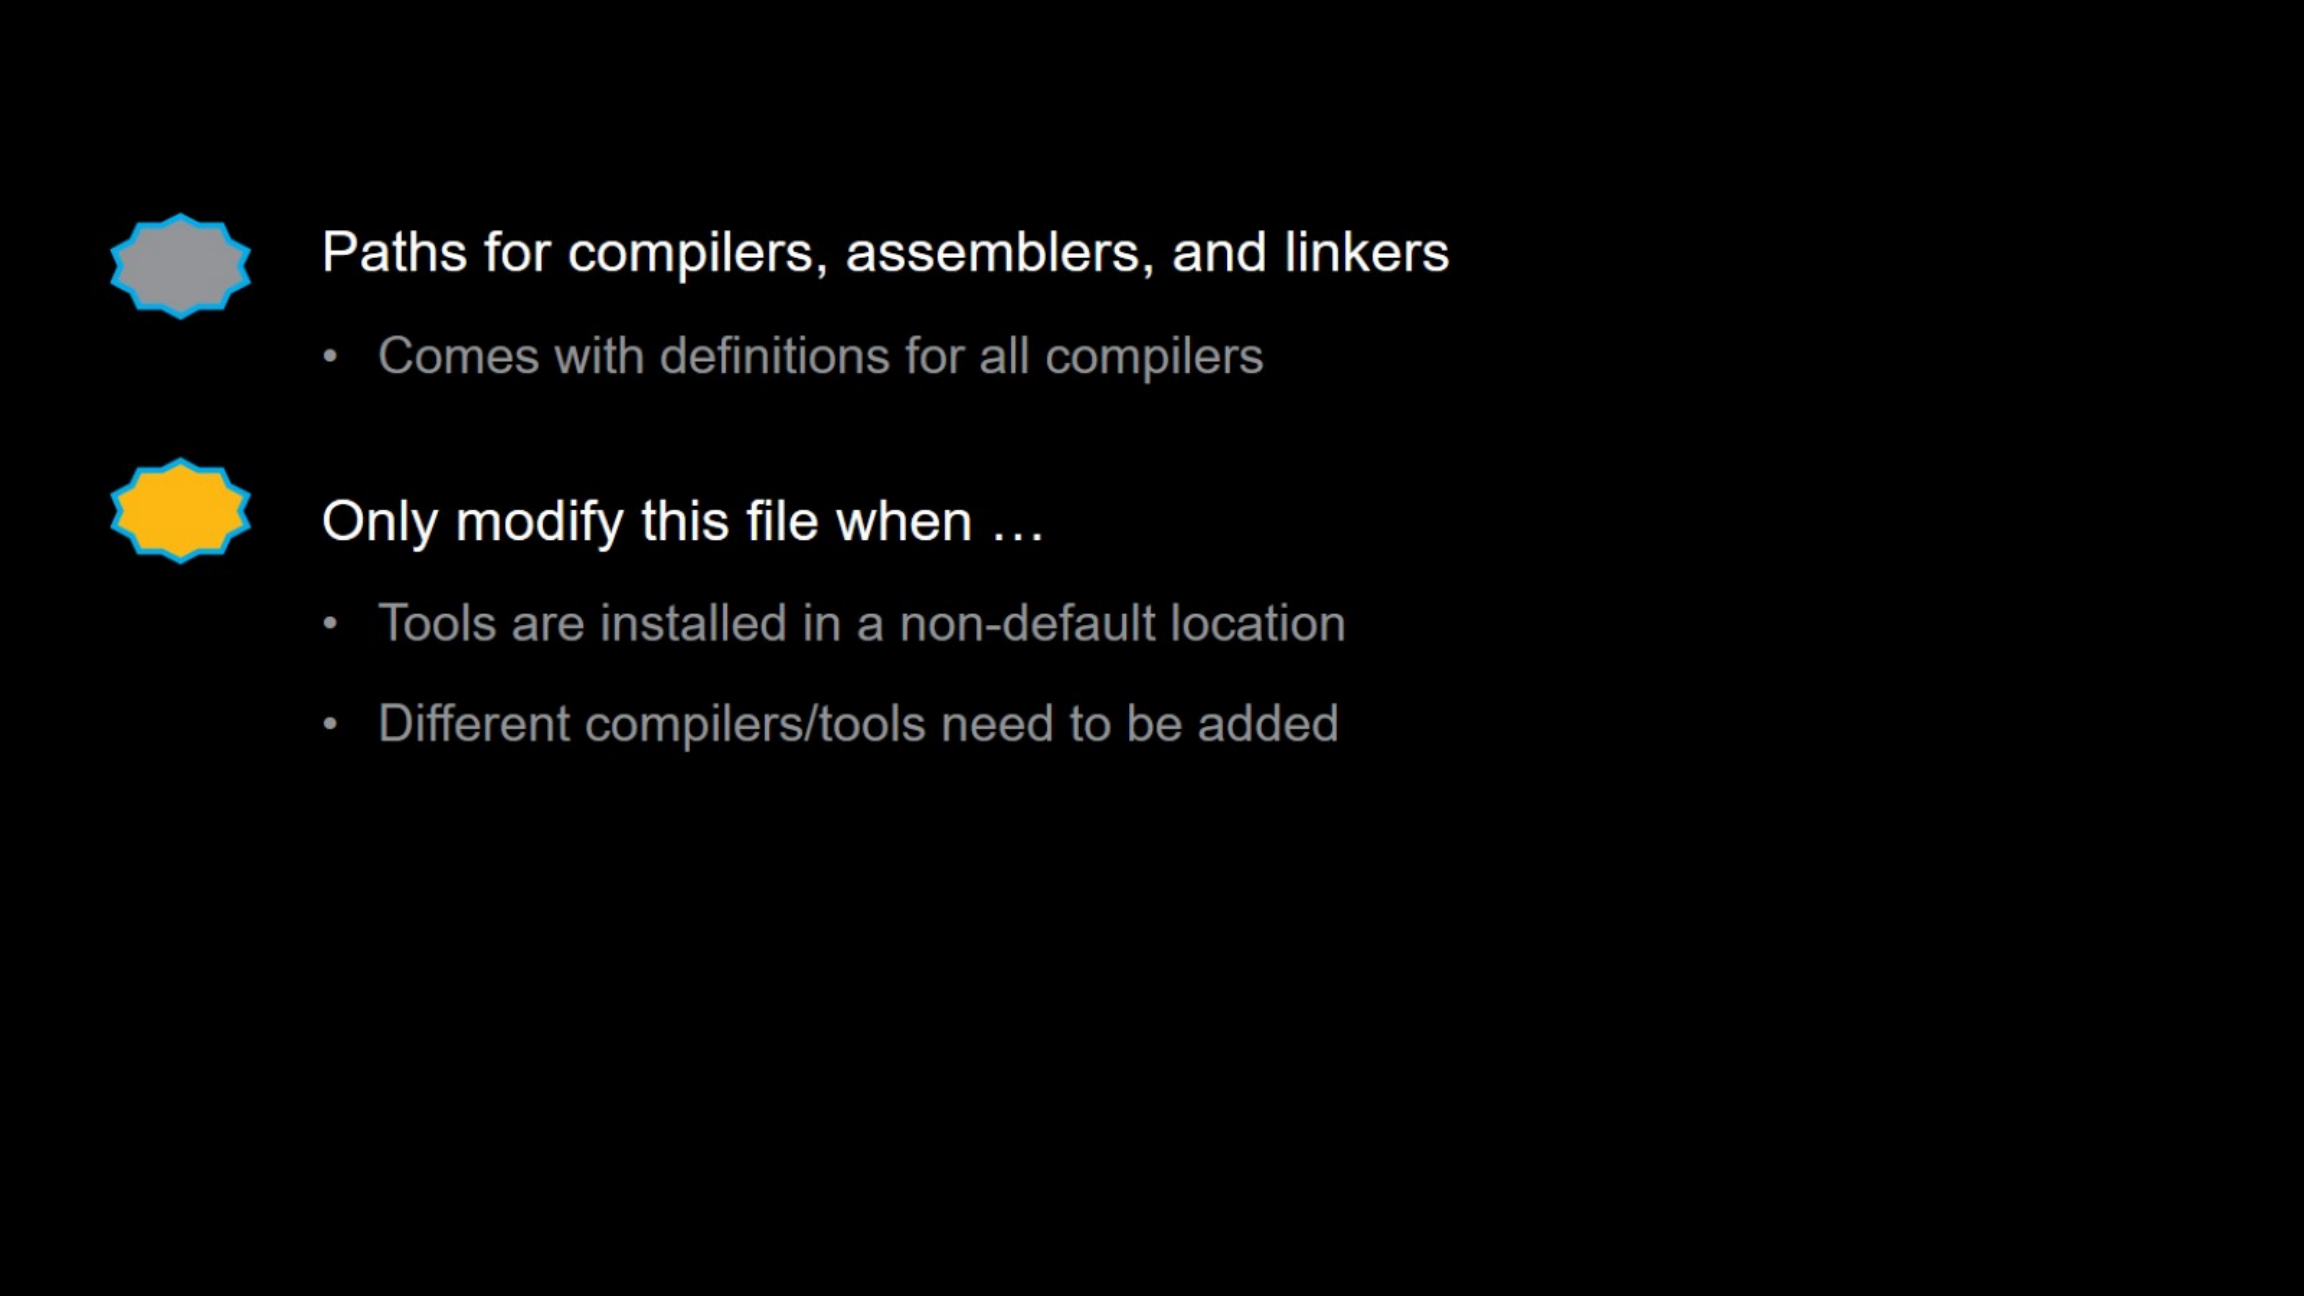 Paths for compilers, assemblers, and linkers
• Comes with definitions for all compilers
Only modify this file when …
• Tools are installed in a non-default location
• Different compilers/tools need to be added